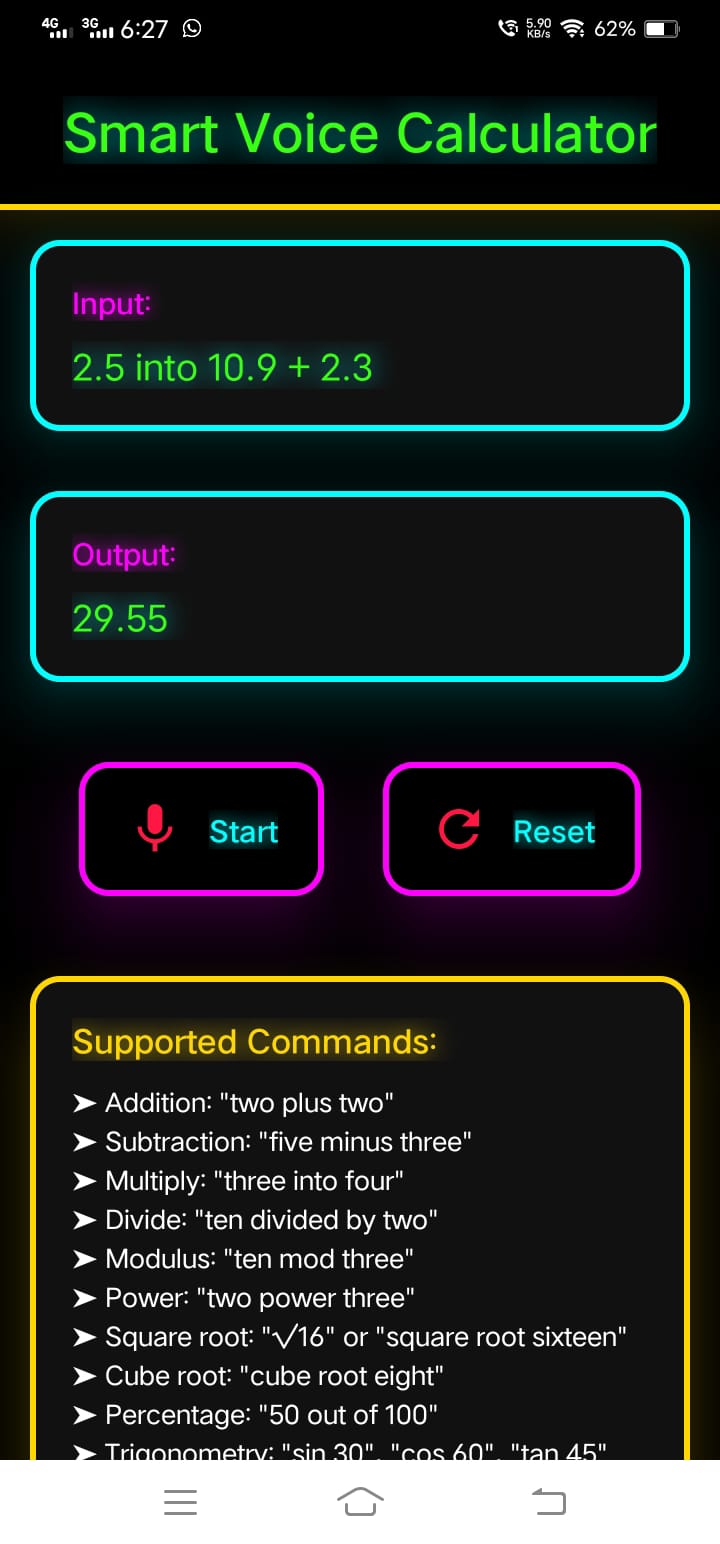 4G 3G 6:27 5.90 KB/s 62%
Smart Voice Calculator
Input:
2.5 into 10.9 + 2.3
Output:
29.55
Start Reset
Supported Commands:
➤ Addition: "two plus two"
➤ Subtraction: "five minus three"
➤ Multiply: "three into four"
➤ Divide: "ten divided by two"
➤ Modulus: "ten mod three"
➤ Power: "two power three"
➤ Square root: "√16" or "square root sixteen"
➤ Cube root: "cube root eight"
➤ Percentage: "50 out of 100"
➤ Trigonometry: "sin 30", "cos 60", "tan 45"